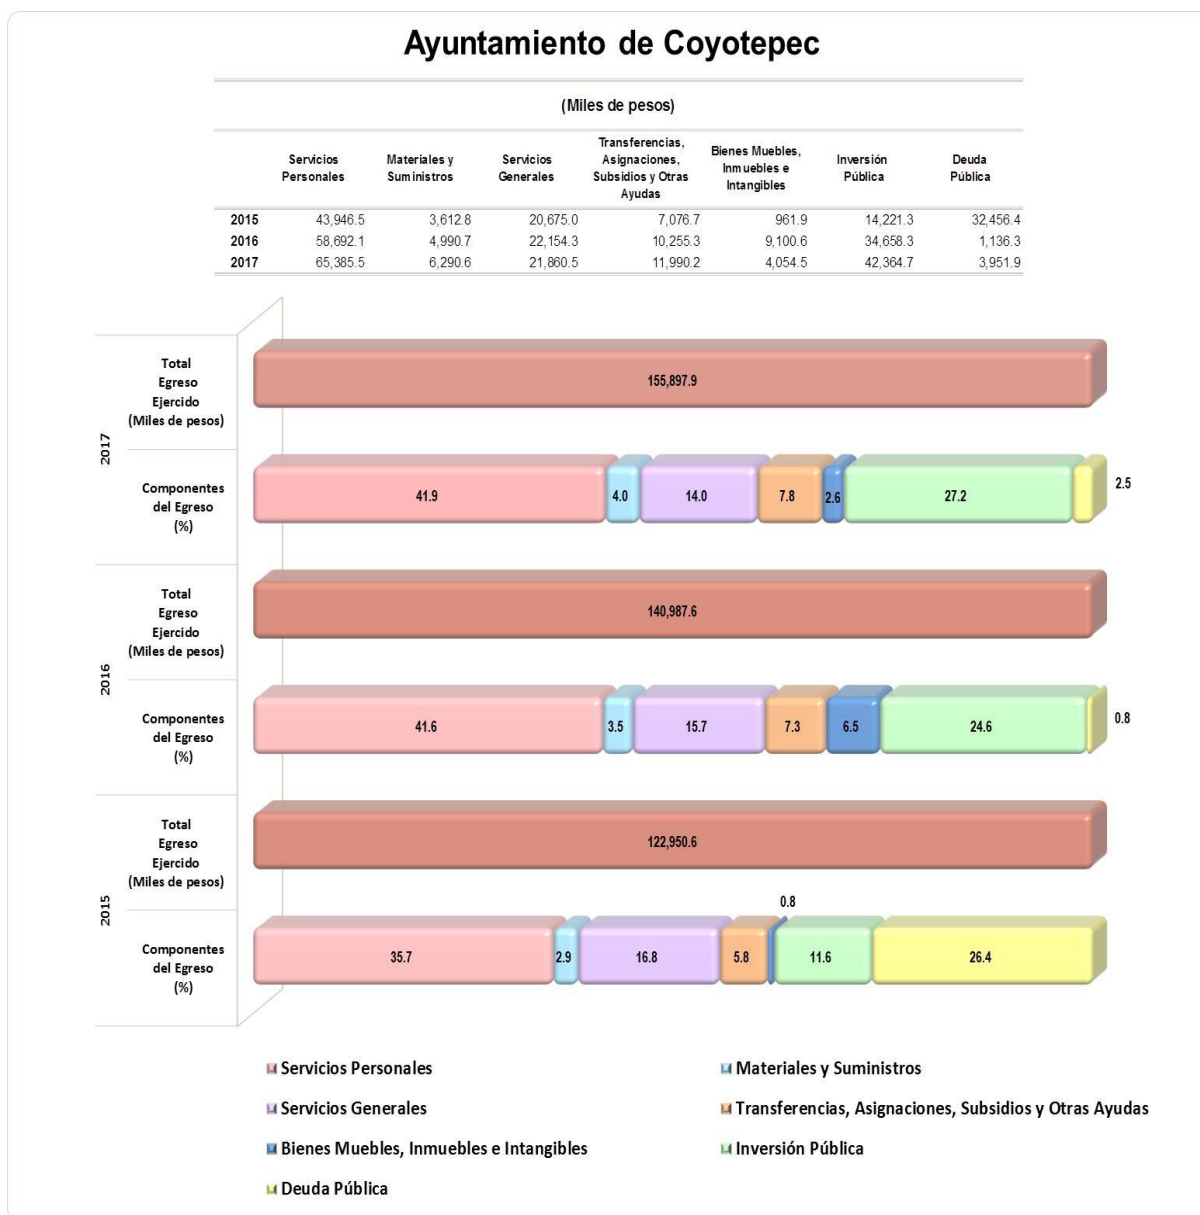 Ayuntamiento de Coyotepec
(Miles de pesos)
Servicios Personales Materiales y Suministros Servicios Generales Transferencias, Asignaciones, Subsidios y Otras Ayudas Bienes Muebles, Inmuebles e Intangibles Inversión Pública Deuda Pública
2015 43,946.5 3,612.8 20,675.0 7,076.7 961.9 14,221.3 32,456.4
2016 58,692.1 4,990.7 22,154.3 10,255.3 9,100.6 34,658.3 1,136.3
2017 65,385.5 6,290.6 21,860.5 11,990.2 4,054.5 42,364.7 3,951.9
2017
Total
Egreso
Ejercido
(Miles de pesos)
155,897.9
Componentes
del Egreso
(%)
41.9 4.0 14.0 7.8 2.6 27.2 2.5
2016
Total
Egreso
Ejercido
(Miles de pesos)
140,987.6
Componentes
del Egreso
(%)
41.6 3.5 15.7 7.3 6.5 24.6 0.8
2015
Total
Egreso
Ejercido
(Miles de pesos)
122,950.6
Componentes
del Egreso
(%)
35.7 2.9 16.8 5.8 0.8 11.6 26.4
Servicios Personales Materiales y Suministros
Servicios Generales Transferencias, Asignaciones, Subsidios y Otras Ayudas
Bienes Muebles, Inmuebles e Intangibles Inversión Pública
Deuda Pública